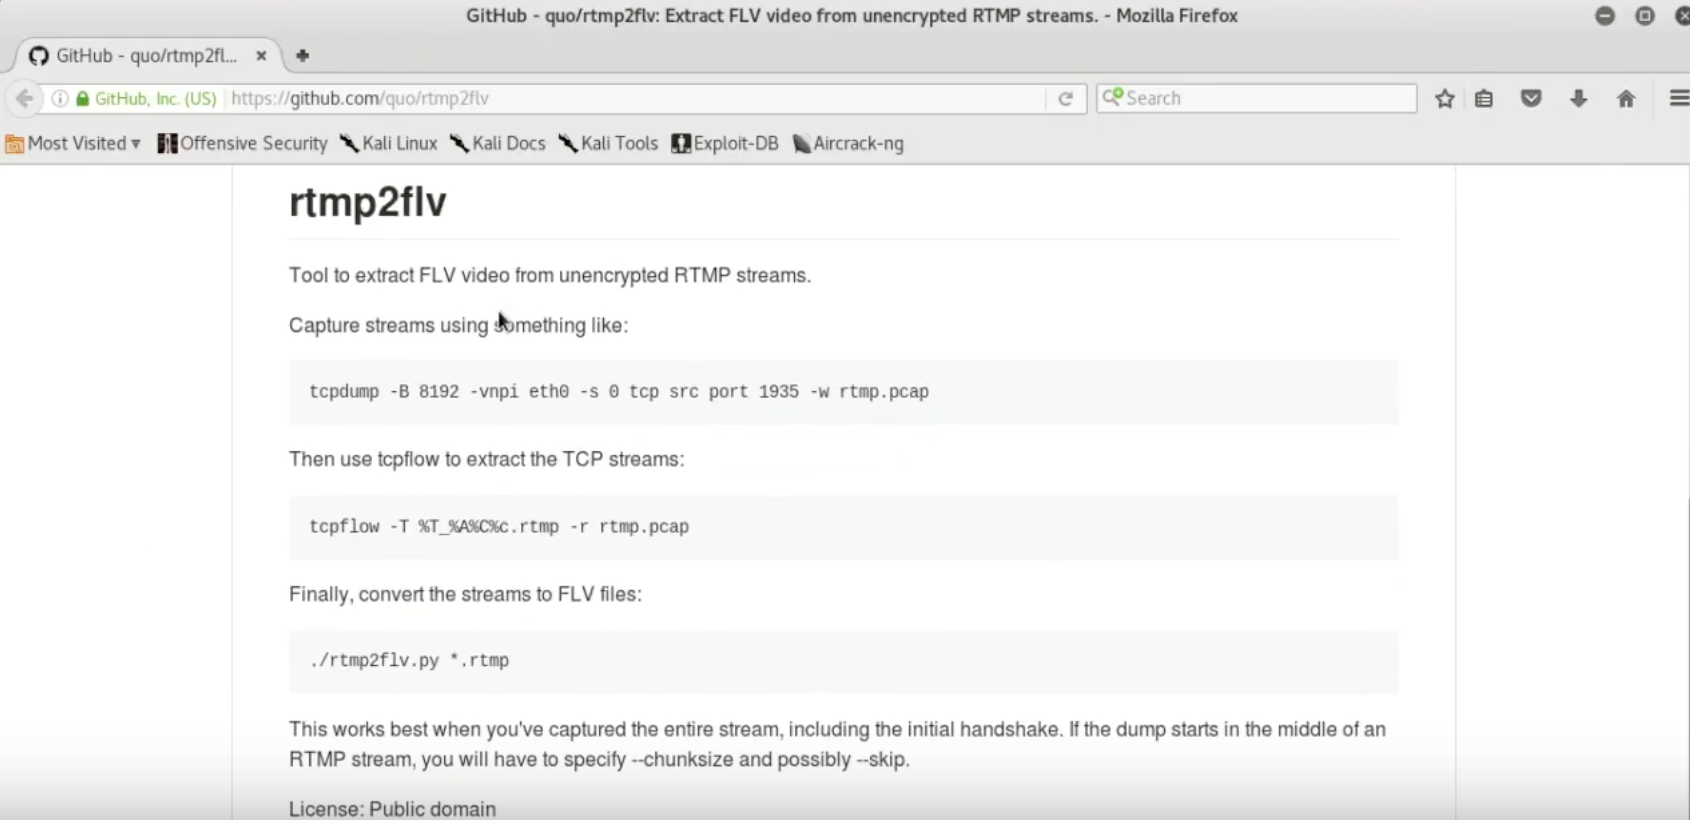 GitHub - quo/rtmp2flv: Extract FLV video from unencrypted RTMP streams. - Mozilla Firefox
GitHub - quo/rtmp2fl...
GitHub, Inc. (US) https://github.com/quo/rtmp2flv Search
Most Visited Offensive Security Kali Linux Kali Docs Kali Tools Exploit-DB Aircrack-ng
rtmp2flv
Tool to extract FLV video from unencrypted RTMP streams.
Capture streams using something like:
tcpdump -B 8192 -vnpi eth0 -s 0 tcp src port 1935 -w rtmp.pcap
Then use tcpflow to extract the TCP streams:
tcpflow -T %T_%A%C%c.rtmp -r rtmp.pcap
Finally, convert the streams to FLV files:
./rtmp2flv.py *.rtmp
This works best when you've captured the entire stream, including the initial handshake. If the dump starts in the middle of an
RTMP stream, you will have to specify --chunksize and possibly --skip.
License: Public domain